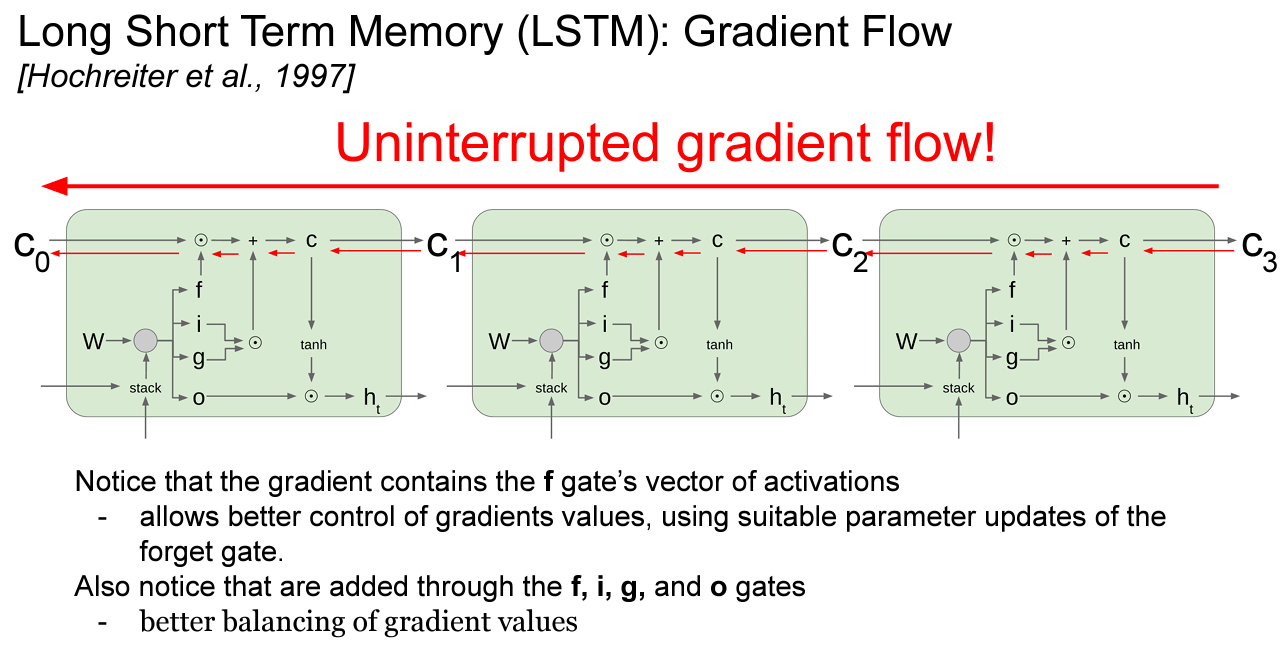 Long Short Term Memory (LSTM): Gradient Flow
[Hochreiter et al., 1997]
Uninterrupted gradient flow!
c0 ⊙ + c c1 ⊙ + c c2 ⊙ + c c3
f f f
i i i
W g ⊙ tanh W g ⊙ tanh W g ⊙ tanh
stack o ⊙ ht stack o ⊙ ht stack o ⊙ ht
Notice that the gradient contains the f gate’s vector of activations
- allows better control of gradients values, using suitable parameter updates of the
forget gate.
Also notice that are added through the f, i, g, and o gates
- better balancing of gradient values